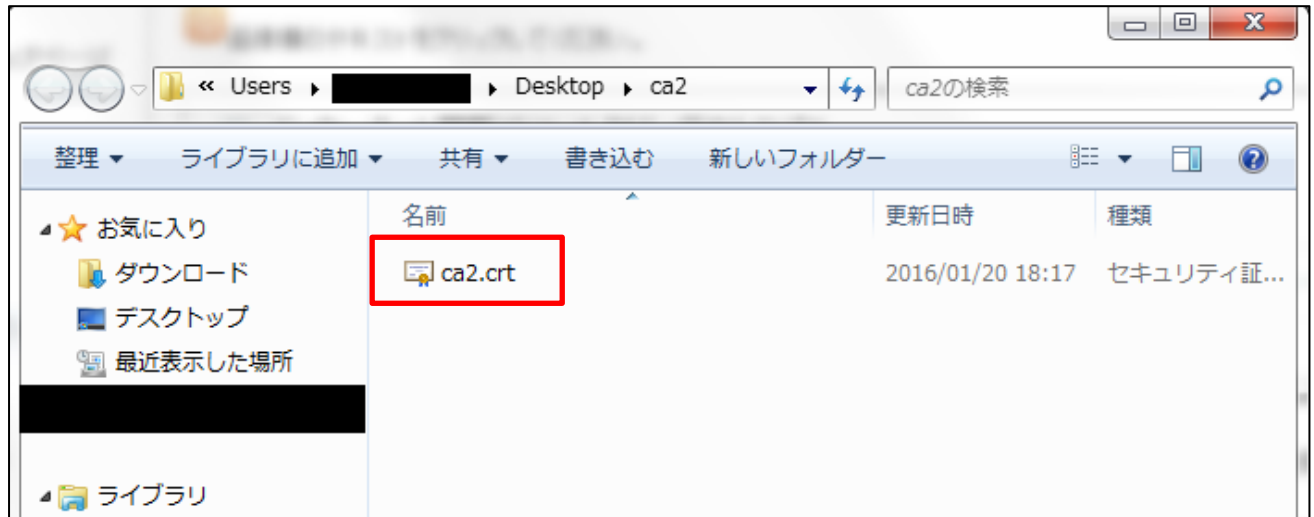 « Users ▸ ▸ Desktop ▸ ca2 ca2の検索
整理 ▼ ライブラリに追加 ▼ 共有 ▼ 書き込む 新しいフォルダー
お気に入り
ダウンロード
デスクトップ
最近表示した場所
ライブラリ
名前 更新日時 種類
ca2.crt 2016/01/20 18:17 セキュリティ証...